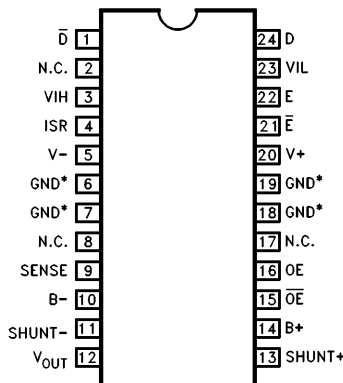 D̅ 1 24 D
N.C. 2 23 VIL
VIH 3 22 E
ISR 4 21 E̅
V- 5 20 V+
GND* 6 19 GND*
GND* 7 18 GND*
N.C. 8 17 N.C.
SENSE 9 16 OE
B- 10 15 O̅E̅
SHUNT- 11 14 B+
VOUT 12 13 SHUNT+